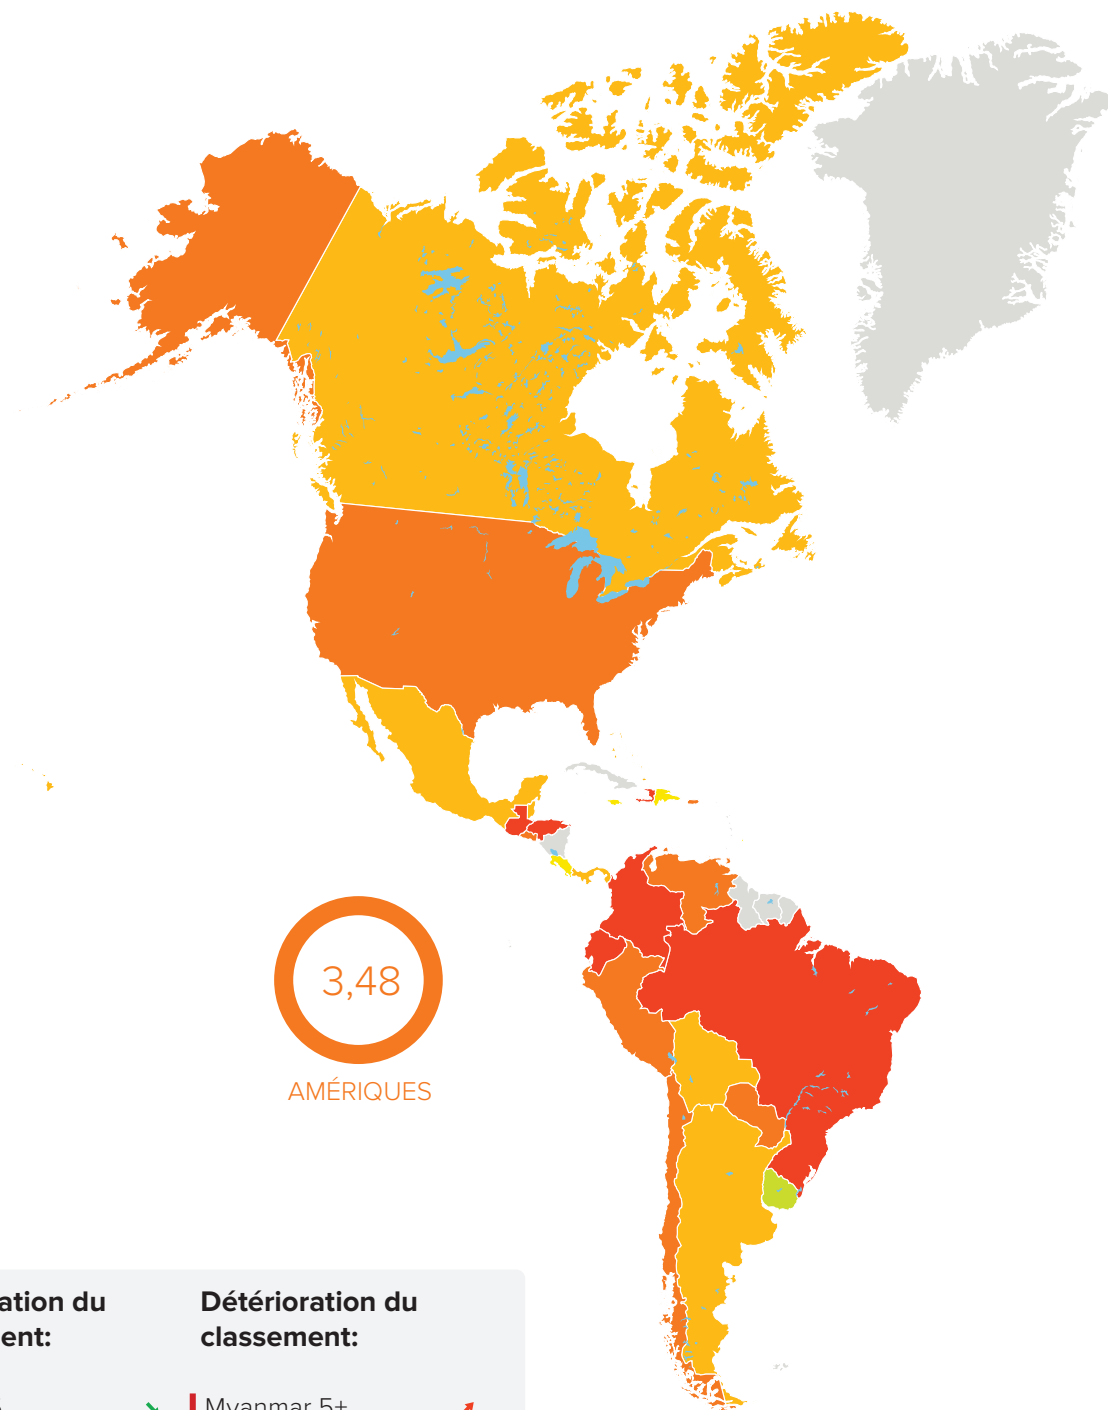 3,48
AMÉRIQUES
ation du
ent:
Détérioration du
classement:
Myanmar 5+